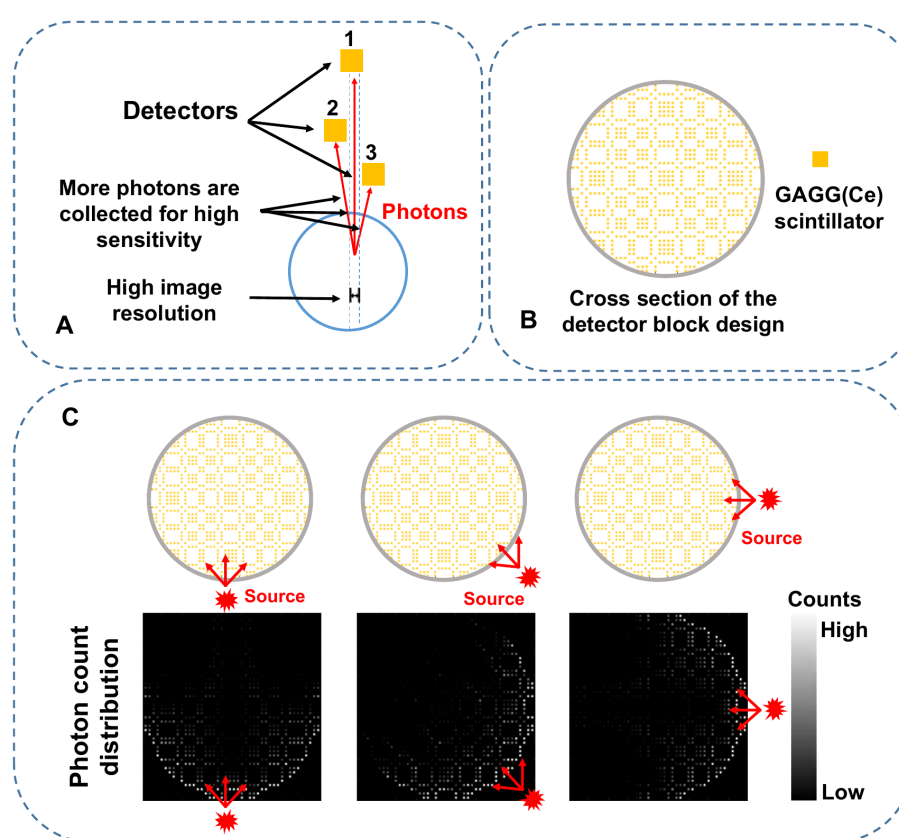 1
2
Detectors
3
More photons are
collected for high
sensitivity
Photons
High image
resolution
A
GAGG(Ce)
scintillator
Cross section of the
detector block design
B
C
Source
Source
Source
Photon count
distribution
Counts
High
Low